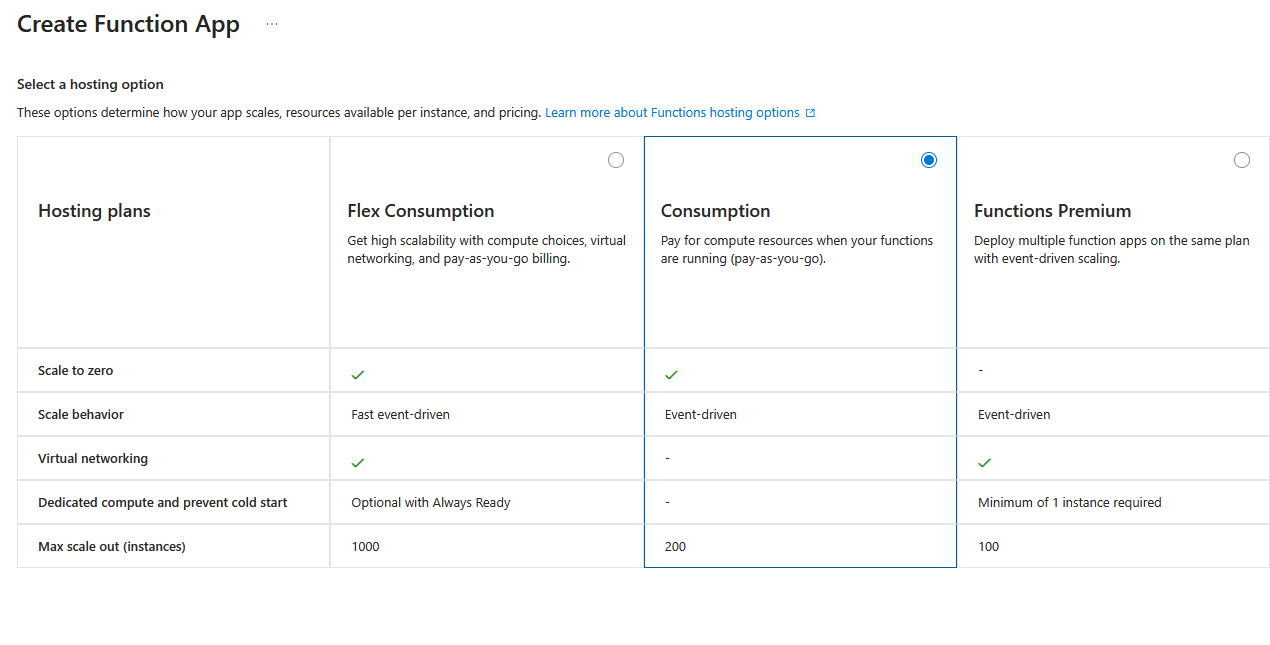 Create Function App ...
Select a hosting option
These options determine how your app scales, resources available per instance, and pricing. Learn more about Functions hosting options
Hosting plans
Flex Consumption
Get high scalability with compute choices, virtual
networking, and pay-as-you-go billing.
Consumption
Pay for compute resources when your functions
are running (pay-as-you-go).
Functions Premium
Deploy multiple function apps on the same plan
with event-driven scaling.
Scale to zero ✓ ✓ -
Scale behavior Fast event-driven Event-driven Event-driven
Virtual networking ✓ - ✓
Dedicated compute and prevent cold start Optional with Always Ready - Minimum of 1 instance required
Max scale out (instances) 1000 200 100